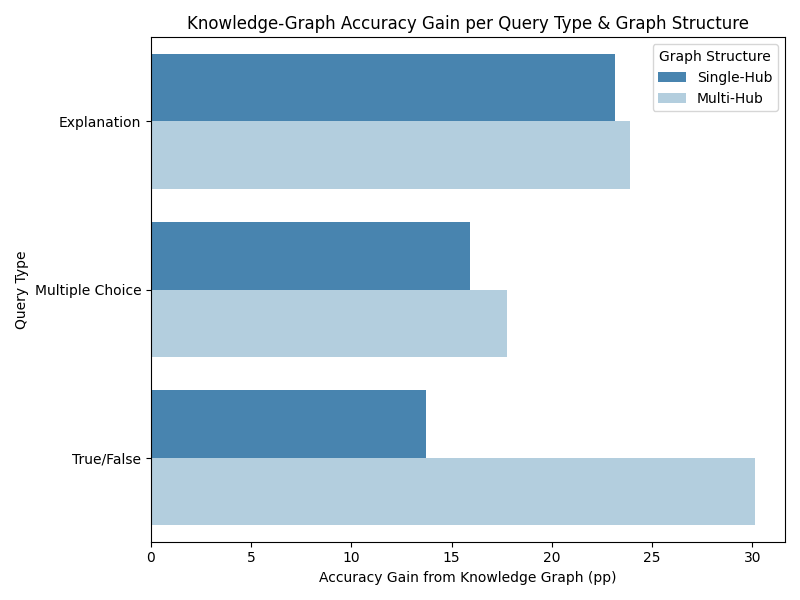 Knowledge-Graph Accuracy Gain per Query Type & Graph Structure
Graph Structure
Single-Hub
Multi-Hub
Query Type
Explanation
Multiple Choice
True/False
0 5 10 15 20 25 30
Accuracy Gain from Knowledge Graph (pp)